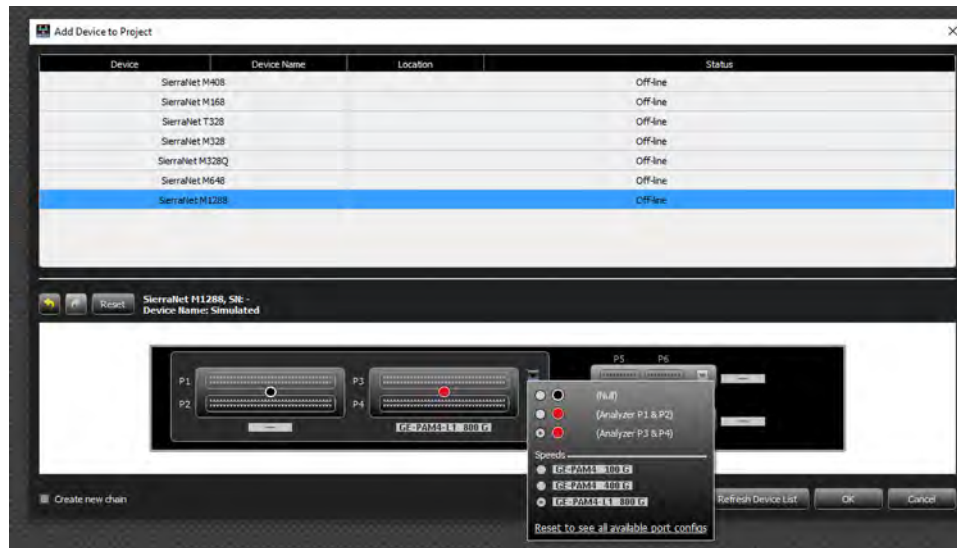 Add Device to Project
Device Device Name Location Status
SierraNet M408 Off-line
SierraNet M168 Off-line
SierraNet T328 Off-line
SierraNet M328 Off-line
SierraNet M328Q Off-line
SierraNet M648 Off-line
SierraNet M1288 Off-line
Reset
SierraNet M1288, SN: -
Device Name: Simulated
P5 P6
P1 P3
P2 P4
GE-PAM4-L1 800 G
(Null)
(Analyzer P1 & P2)
(Analyzer P3 & P4)
Speeds
GE-PAM4 100 G
GE-PAM4 400 G
GE-PAM4-L1 800 G
Reset to see all available port configs
Create new chain
Refresh Device List OK Cancel